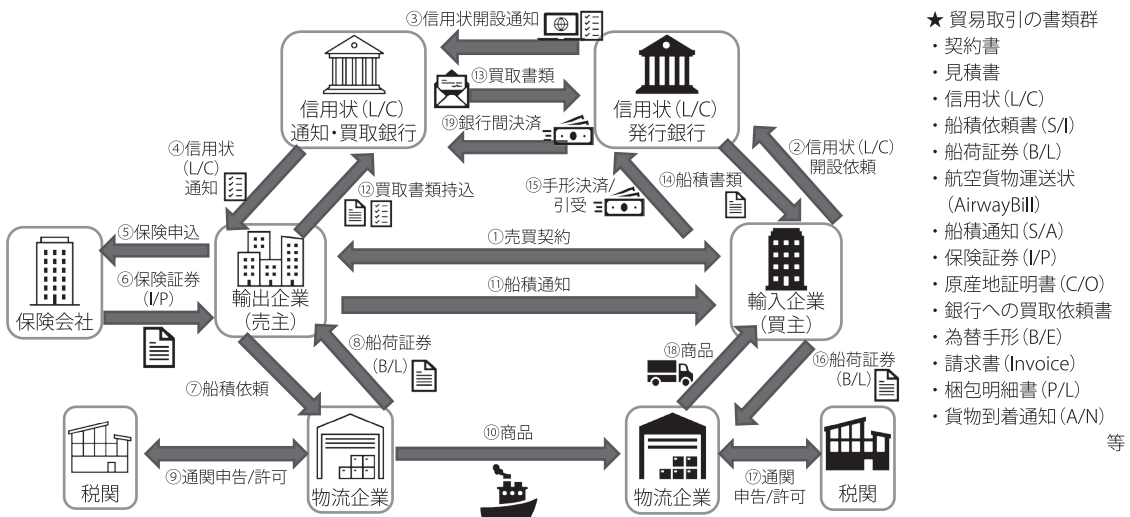 ③信用状開設通知
⑬買取書類
⑲銀行間決済
信用状(L/C)
通知・買取銀行
信用状(L/C)
発行銀行
②信用状(L/C)
開設依頼
④信用状
(L/C)
通知
⑫買取書類持込
⑮手形決済/
引受
⑭船積書類
⑤保険申込
⑥保険証券
(I/P)
保険会社
①売買契約
⑪船積通知
輸出企業
(売主)
輸入企業
(買主)
⑦船積依頼
⑧船荷証券
(B/L)
⑱商品
⑯船荷証券
(B/L)
⑨通関申告/許可
⑩商品
⑰通関
申告/許可
税関
物流企業
物流企業
税関
★ 貿易取引の書類群
・契約書
・見積書
・信用状(L/C)
・船積依頼書(S/I)
・船荷証券(B/L)
・航空貨物運送状
(AirwayBill)
・船積通知(S/A)
・保険証券(I/P)
・原産地証明書(C/O)
・銀行への買取依頼書
・為替手形(B/E)
・請求書(Invoice)
・梱包明細書(P/L)
・貨物到着通知(A/N)
等